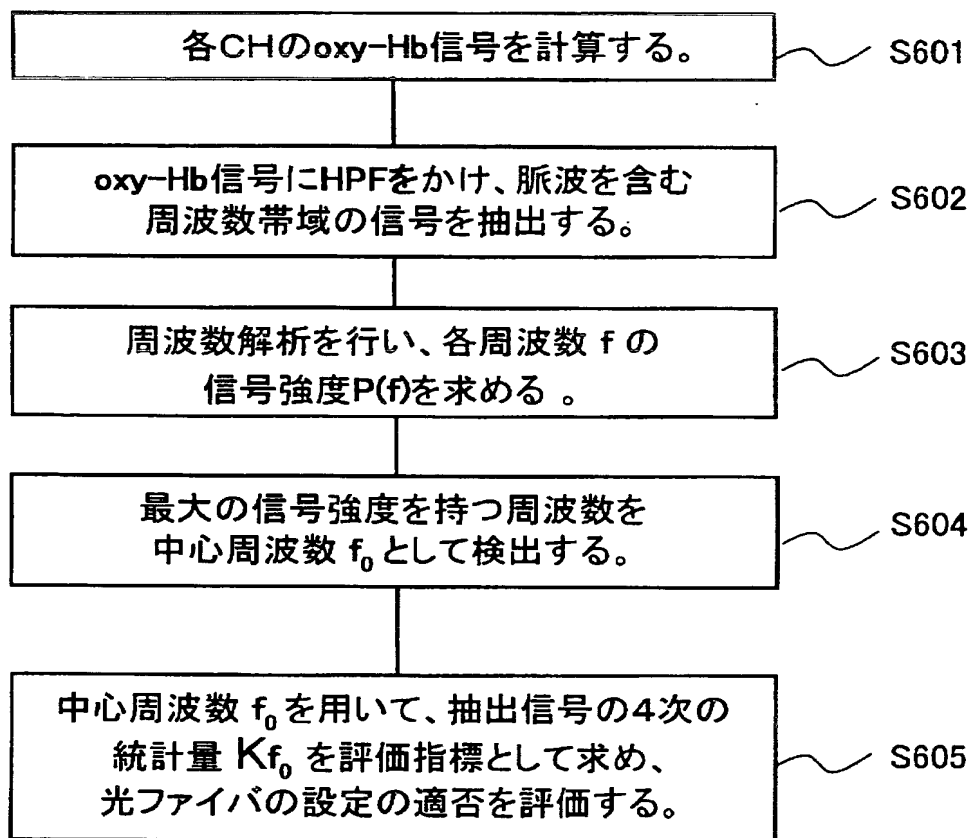 各CHのoxy-Hb信号を計算する。
S601
oxy-Hb信号にHPFをかけ、脈波を含む
周波数帯域の信号を抽出する。
S602
周波数解析を行い、各周波数 f の
信号強度P(f)を求める 。
S603
最大の信号強度を持つ周波数を
中心周波数 f₀ として検出する。
S604
中心周波数 f₀ を用いて、抽出信号の4次の
統計量 Kf₀ を評価指標として求め、
光ファイバの設定の適否を評価する。
S605